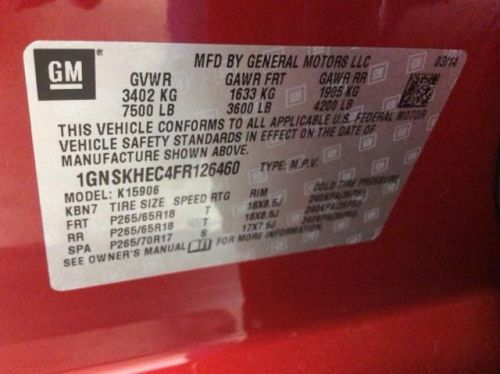 GM
MFD BY GENERAL MOTORS LLC 03/14
GVWR GAWR FRT GAWR RR
3402 KG 1633 KG 1905 KG
7500 LB 3600 LB 4200 LB
THIS VEHICLE CONFORMS TO ALL APPLICABLE U.S. FEDERAL MOTOR
VEHICLE SAFETY STANDARDS IN EFFECT ON THE DATE OF
MANUFACTURE SHOWN ABOVE.
1GNSKHEC4FR126460 TYPE: M.P.V.
MODEL: K15906
KBN7 TIRE SIZE SPEED RTG RIM COLD TIRE PRESSURE
FRT P265/65R18 T 18X8.5J
RR P265/65R18 T 18X8.5J
SPA P265/70R17 S 17X7.5J
SEE OWNER'S MANUAL FOR MORE INFORMATION